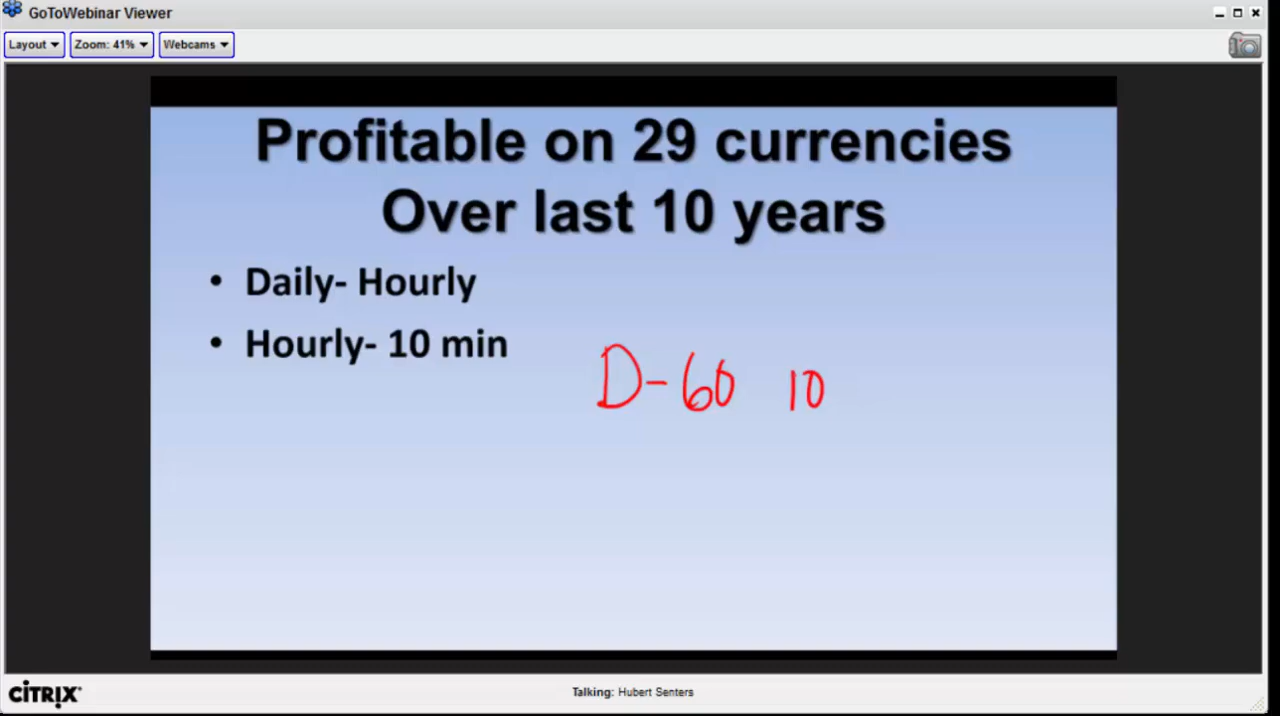 GoToWebinar Viewer
Layout Zoom: 41% Webcams
Profitable on 29 currencies
Over last 10 years
• Daily- Hourly
• Hourly- 10 min
D-60 10
CITRIX
Talking: Hubert Senters